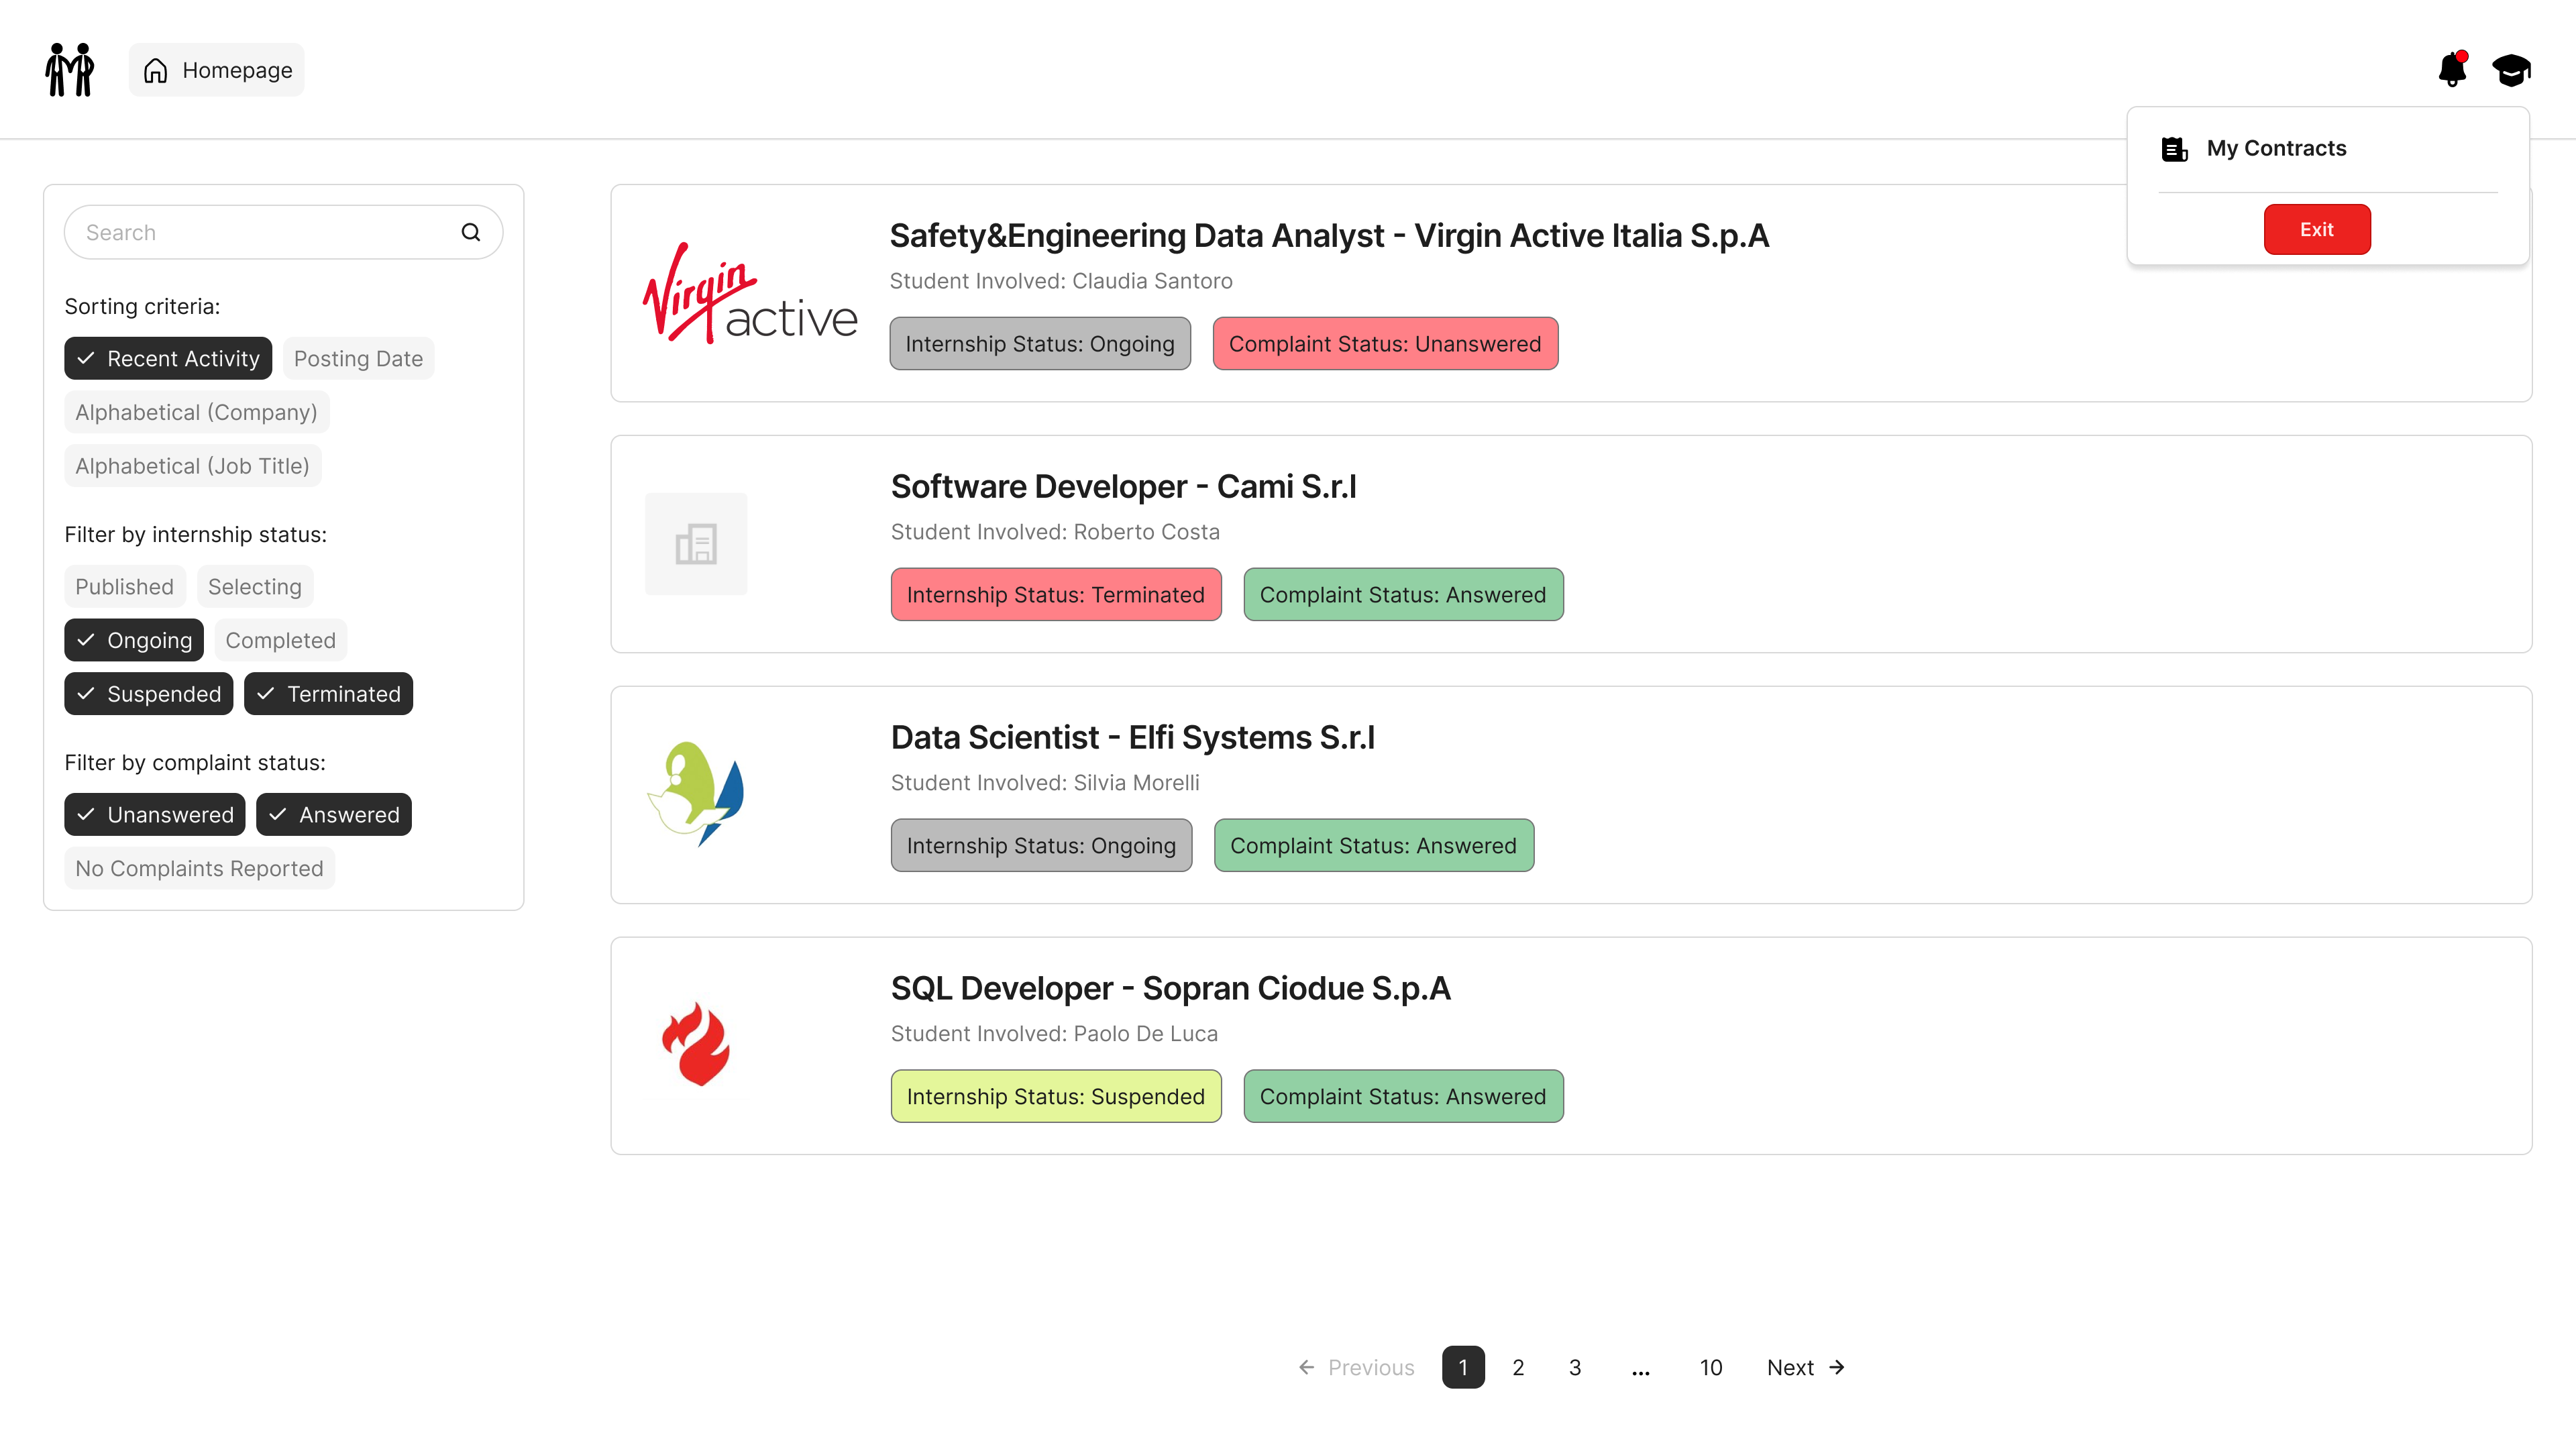 Homepage
My Contracts
Exit
Search
Sorting criteria:
Recent Activity
Posting Date
Alphabetical (Company)
Alphabetical (Job Title)
Filter by internship status:
Published
Selecting
Ongoing
Completed
Suspended
Terminated
Filter by complaint status:
Unanswered
Answered
No Complaints Reported
Virgin active
Safety&Engineering Data Analyst - Virgin Active Italia S.p.A
Student Involved: Claudia Santoro
Internship Status: Ongoing
Complaint Status: Unanswered
Software Developer - Cami S.r.l
Student Involved: Roberto Costa
Internship Status: Terminated
Complaint Status: Answered
Data Scientist - Elfi Systems S.r.l
Student Involved: Silvia Morelli
Internship Status: Ongoing
Complaint Status: Answered
SQL Developer - Sopran Ciodue S.p.A
Student Involved: Paolo De Luca
Internship Status: Suspended
Complaint Status: Answered
Previous 1 2 3 ... 10 Next